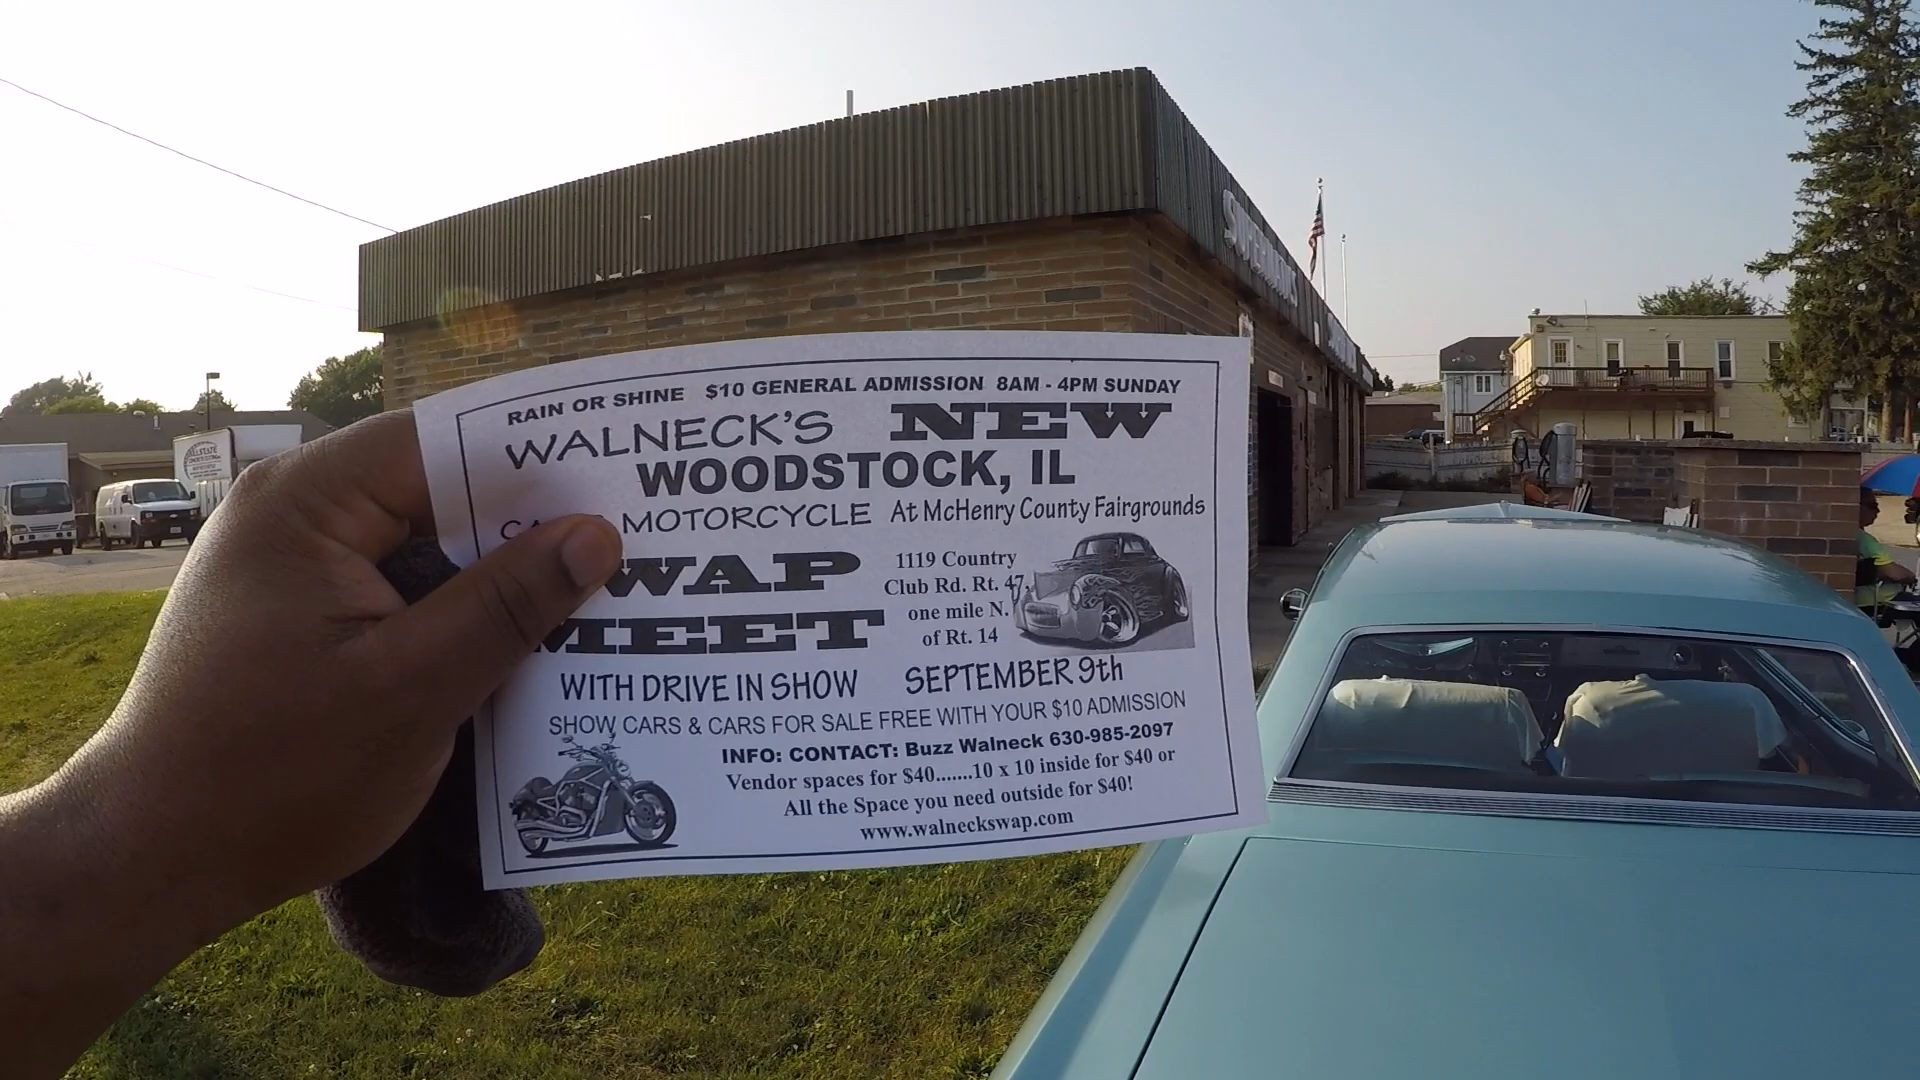 RAIN OR SHINE $10 GENERAL ADMISSION 8AM - 4PM SUNDAY
WALNECK'S NEW
WOODSTOCK, IL
MOTORCYCLE At McHenry County Fairgrounds
SWAP
MEET
1119 Country
Club Rd. Rt. 47,
one mile N.
of Rt. 14
WITH DRIVE IN SHOW SEPTEMBER 9th
SHOW CARS & CARS FOR SALE FREE WITH YOUR $10 ADMISSION
INFO: CONTACT: Buzz Walneck 630-985-2097
Vendor spaces for $40.......10 x 10 inside for $40 or
All the Space you need outside for $40!
www.walneckswap.com